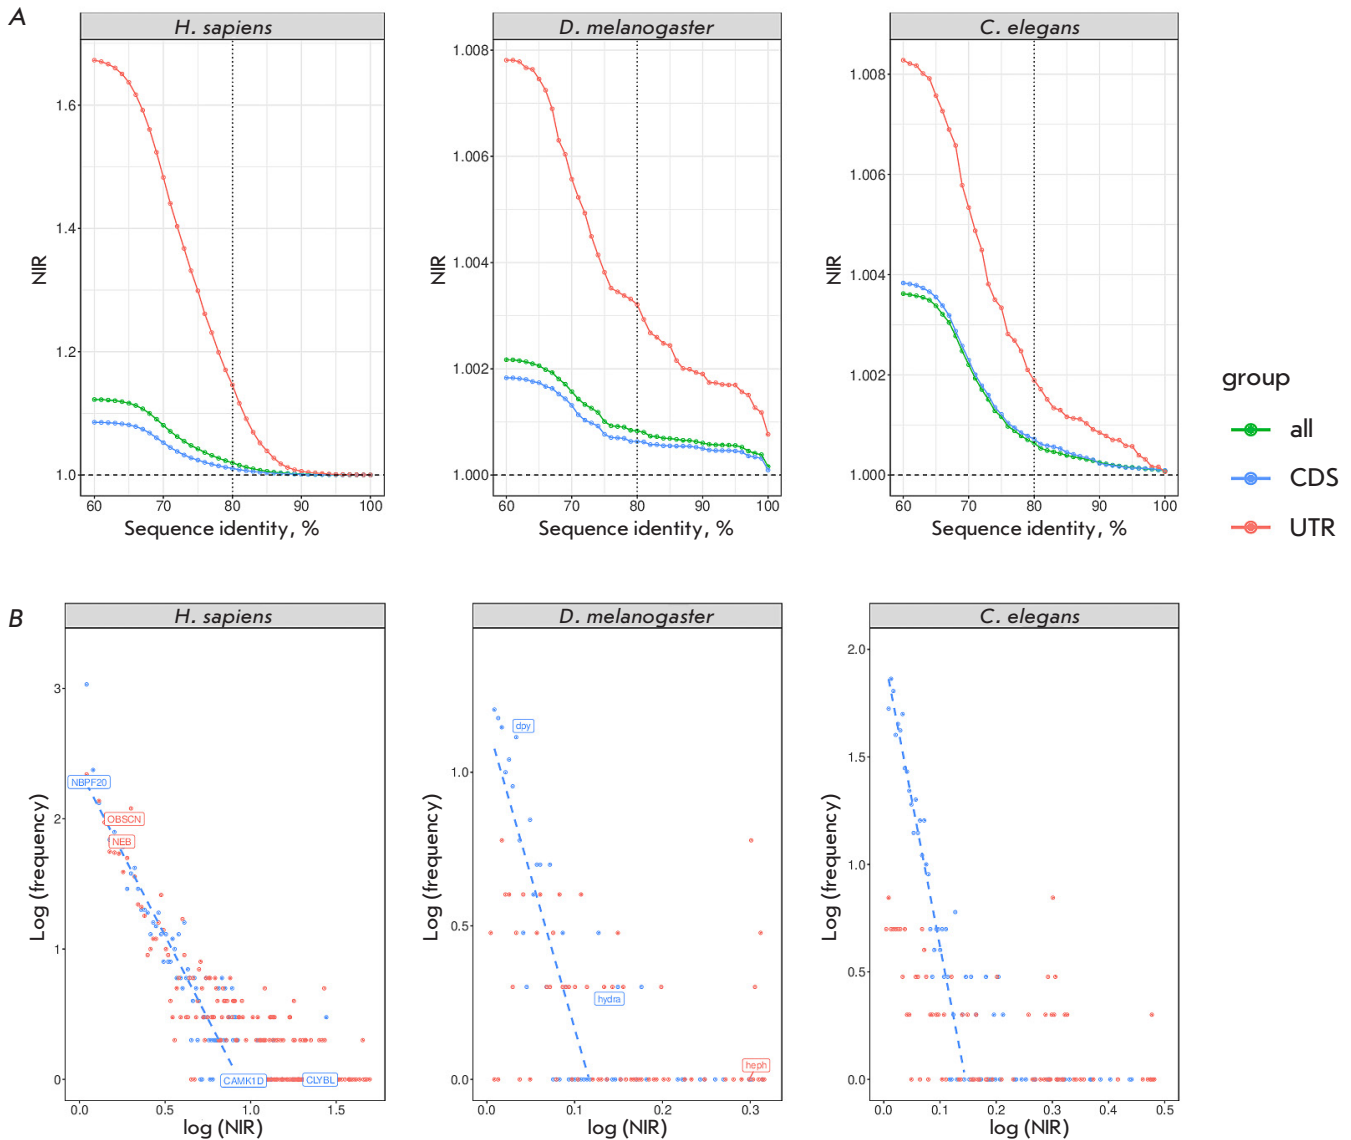 A
H. sapiens
D. melanogaster
C. elegans
NIR
1.6
1.4
1.2
1.0
60 70 80 90 100
Sequence identity, %
NIR
1.008
1.006
1.004
1.002
1.000
60 70 80 90 100
Sequence identity, %
NIR
1.008
1.006
1.004
1.002
1.000
60 70 80 90 100
Sequence identity, %
group
all
CDS
UTR
B
H. sapiens
D. melanogaster
C. elegans
Log (frequency)
3
2
1
0
NBPF20
OBSCN
NEB
CAMK1D
CLYBL
0.0 0.5 1.0 1.5
log (NIR)
Log (frequency)
1.0
0.5
0.0
dpy
hydra
heph
0.0 0.1 0.2 0.3
log (NIR)
Log (frequency)
2.0
1.5
1.0
0.5
0.0
0.0 0.1 0.2 0.3 0.4 0.5
log (NIR)